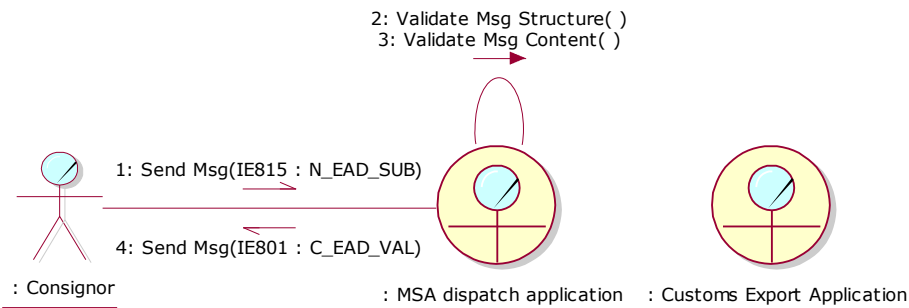 2: Validate Msg Structure( )
3: Validate Msg Content( )
1: Send Msg(IE815 : N_EAD_SUB)
4: Send Msg(IE801 : C_EAD_VAL)
: Consignor
: MSA dispatch application
: Customs Export Application